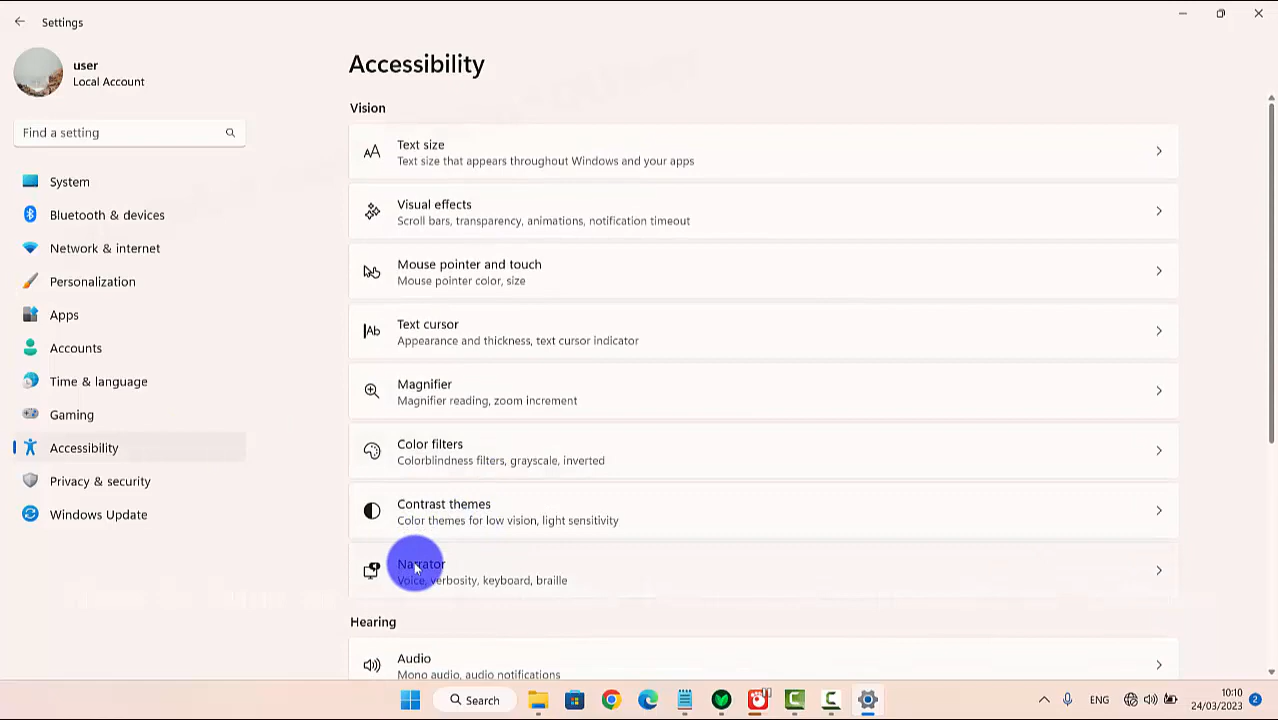 Settings
user
Local Account
Find a setting
System
Bluetooth & devices
Network & internet
Personalization
Apps
Accounts
Time & language
Gaming
Accessibility
Privacy & security
Windows Update
Accessibility
Vision
Text size
Text size that appears throughout Windows and your apps
Visual effects
Scroll bars, transparency, animations, notification timeout
Mouse pointer and touch
Mouse pointer color, size
Text cursor
Appearance and thickness, text cursor indicator
Magnifier
Magnifier reading, zoom increment
Color filters
Colorblindness filters, grayscale, inverted
Contrast themes
Color themes for low vision, light sensitivity
Narrator
Voice, verbosity, keyboard, braille
Hearing
Audio
Mono audio, audio notifications
Search
ENG
10:10
24/03/2023
2